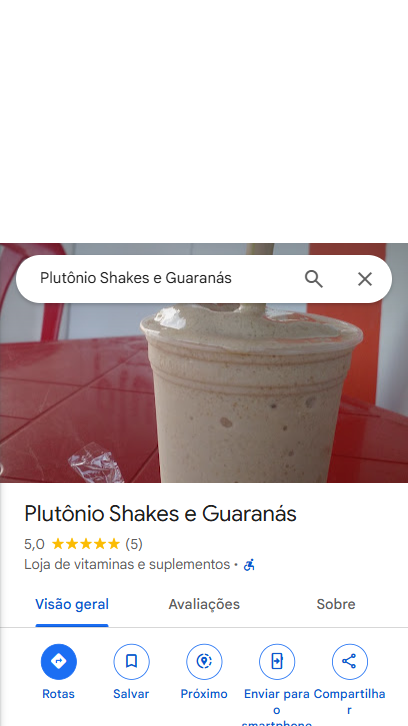 Plutônio Shakes e Guaranás
Plutônio Shakes e Guaranás
5,0 (5)
Loja de vitaminas e suplementos ·
Visão geral Avaliações Sobre
Rotas Salvar Próximo Enviar para Compartilha
o r
smartphone